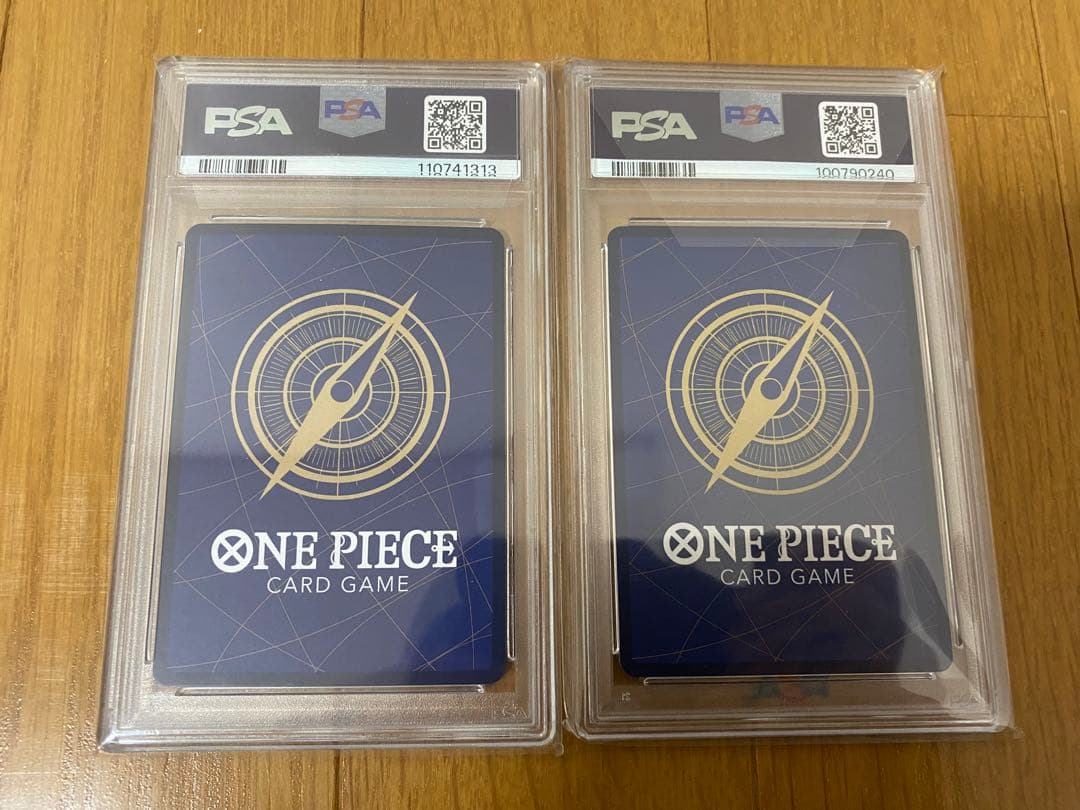 PSA PSA
110741313
ONE PIECE
CARD GAME
PSA PSA
100790240
ONE PIECE
CARD GAME